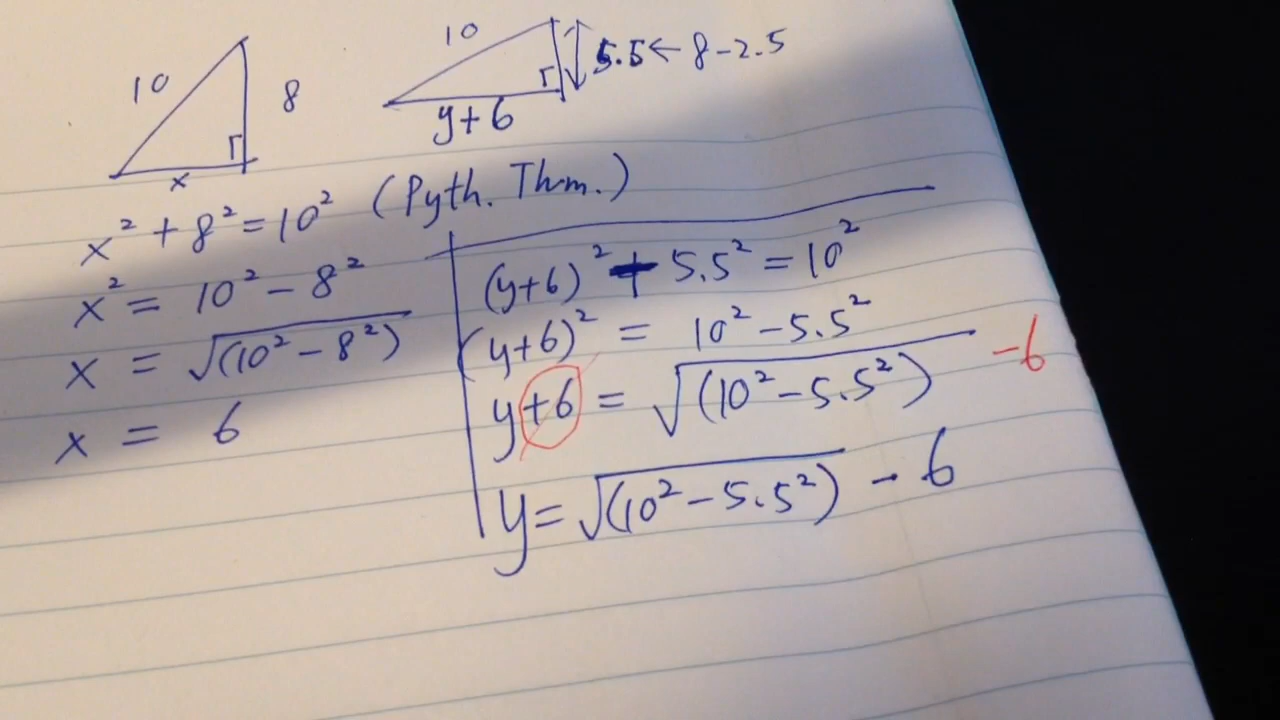 10
8
x
10
5.5 ← 8 - 2.5
y+6
x² + 8² = 10² (Pyth. Thm.)
x² = 10² - 8²
x = √(10² - 8²)
x = 6
(y+6)² + 5.5² = 10²
(y+6)² = 10² - 5.5²
y+6 = √(10² - 5.5²) -6
y = √(10² - 5.5²) - 6